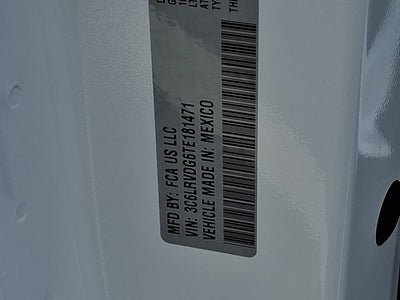 MFD BY: FCA US LLC
VIN: 3C6LRVDG6TE181471
VEHICLE MADE IN: MEXICO